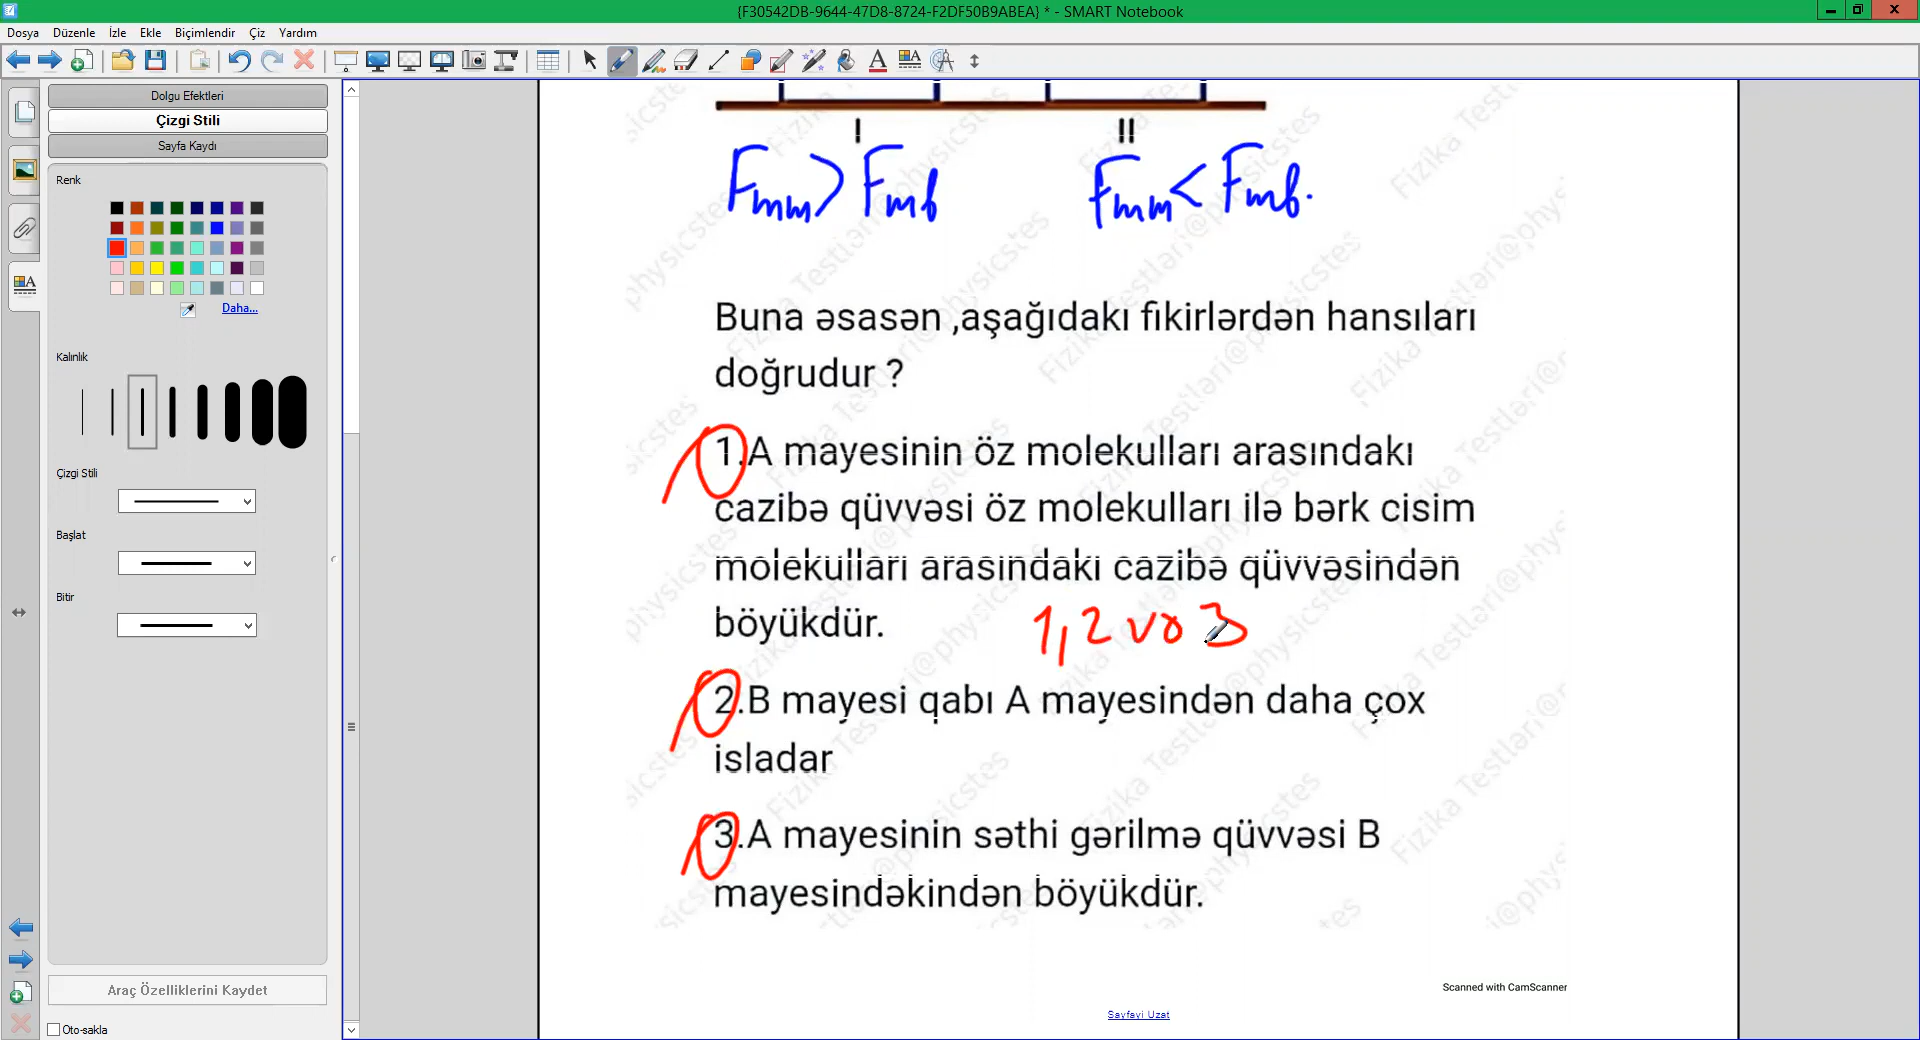 {F30542DB-9644-47D8-8724-F2DF50B9ABEA} * - SMART Notebook
Dosya Düzenle İzle Ekle Biçimlendir Çiz Yardım
Dolgu Efektleri
Çizgi Stili
Sayfa Kaydı
Renk
Daha...
Kalınlık
Çizgi Stili
Başlat
Bitir
Araç Özelliklerini Kaydet
Oto-sakla
I II
Fmm > Fmb Fmm < Fmb.
Buna əsasən ,aşağıdakı fikirlərdən hansıları
doğrudur ?
1.A mayesinin öz molekulları arasındakı
cazibə qüvvəsi öz molekulları ilə bərk cisim
molekulları arasındakı cazibə qüvvəsindən
böyükdür. 1,2 və 3
2.B mayesi qabı A mayesindən daha çox
isladar
3.A mayesinin səthi gərilmə qüvvəsi B
mayesindəkindən böyükdür.
Scanned with CamScanner
Sayfayi Uzat
Fizika Testləri@physicstes